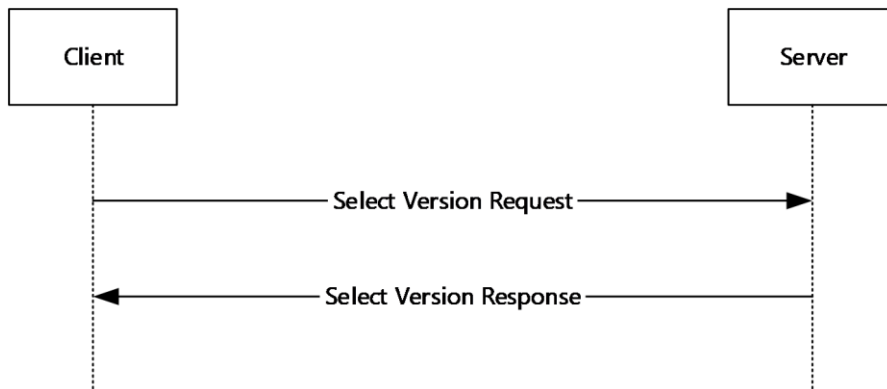 Client
Server
Select Version Request
Select Version Response